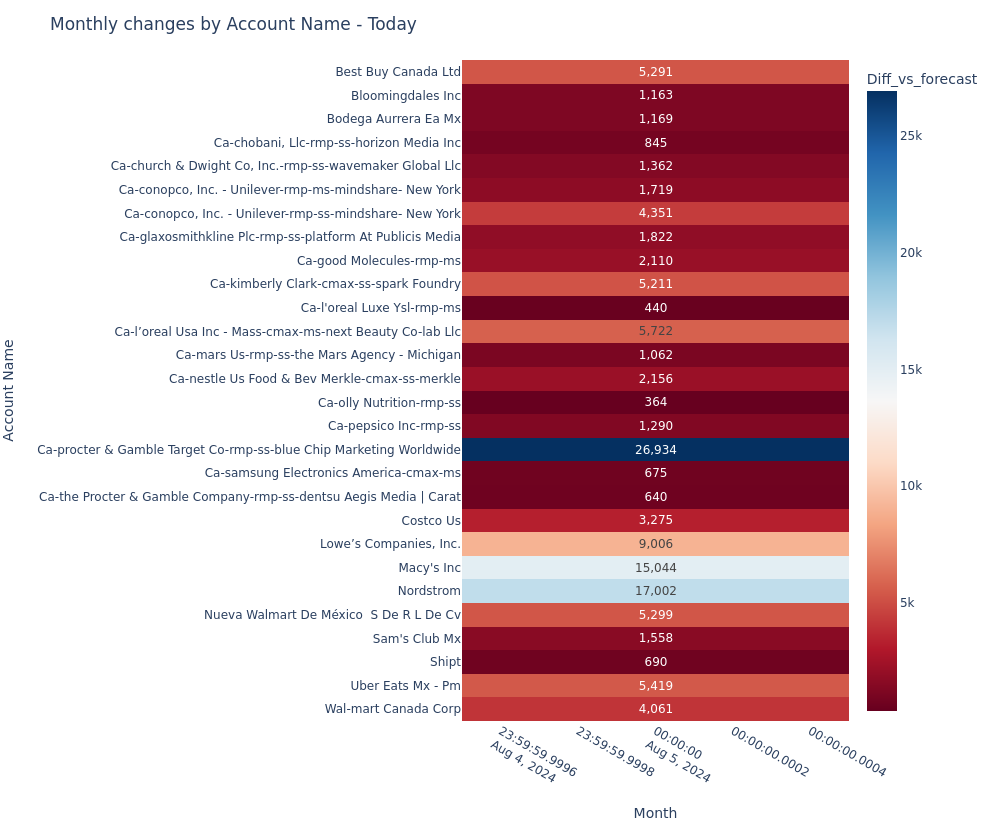 Monthly changes by Account Name - Today
Diff_vs_forecast
Best Buy Canada Ltd 5,291
Bloomingdales Inc 1,163
Bodega Aurrera Ea Mx 1,169
Ca-chobani, Llc-rmp-ss-horizon Media Inc 845
Ca-church & Dwight Co, Inc.-rmp-ss-wavemaker Global Llc 1,362
Ca-conopco, Inc. - Unilever-rmp-ms-mindshare- New York 1,719
Ca-conopco, Inc. - Unilever-rmp-ss-mindshare- New York 4,351
Ca-glaxosmithkline Plc-rmp-ss-platform At Publicis Media 1,822
Ca-good Molecules-rmp-ms 2,110
Ca-kimberly Clark-cmax-ss-spark Foundry 5,211
Ca-l'oreal Luxe Ysl-rmp-ms 440
Ca-l’oreal Usa Inc - Mass-cmax-ms-next Beauty Co-lab Llc 5,722
Ca-mars Us-rmp-ss-the Mars Agency - Michigan 1,062
Ca-nestle Us Food & Bev Merkle-cmax-ss-merkle 2,156
Ca-olly Nutrition-rmp-ss 364
Ca-pepsico Inc-rmp-ss 1,290
Ca-procter & Gamble Target Co-rmp-ss-blue Chip Marketing Worldwide 26,934
Ca-samsung Electronics America-cmax-ms 675
Ca-the Procter & Gamble Company-rmp-ss-dentsu Aegis Media | Carat 640
Costco Us 3,275
Lowe’s Companies, Inc. 9,006
Macy's Inc 15,044
Nordstrom 17,002
Nueva Walmart De México  S De R L De Cv 5,299
Sam's Club Mx 1,558
Shipt 690
Uber Eats Mx - Pm 5,419
Wal-mart Canada Corp 4,061
Account Name
25k
20k
15k
10k
5k
23:59:59.9996
Aug 4, 2024
23:59:59.9998
00:00:00
Aug 5, 2024
00:00:00.0002
00:00:00.0004
Month